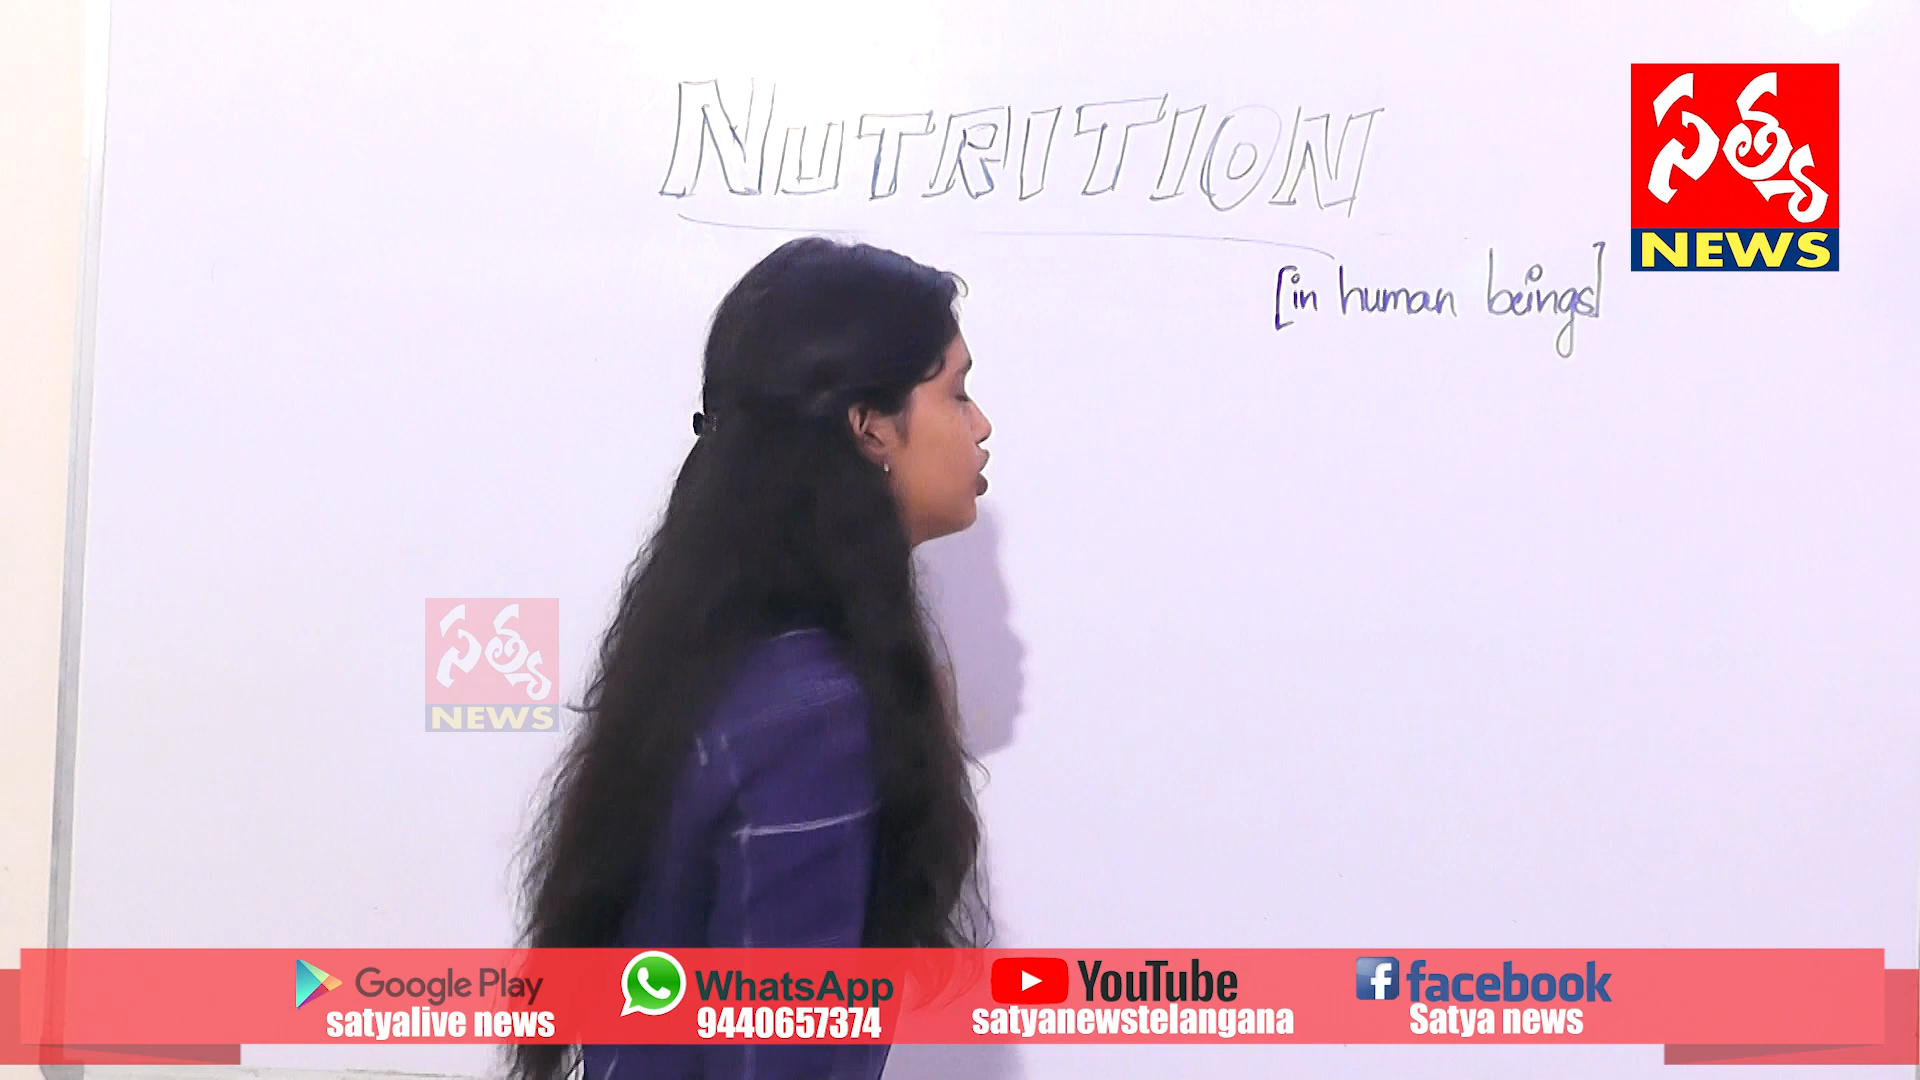 NUTRITION
[in human beings]
సత్య
NEWS
సత్య
NEWS
Google Play
satyalive news
WhatsApp
9440657374
YouTube
satyanewstelangana
facebook
Satya news